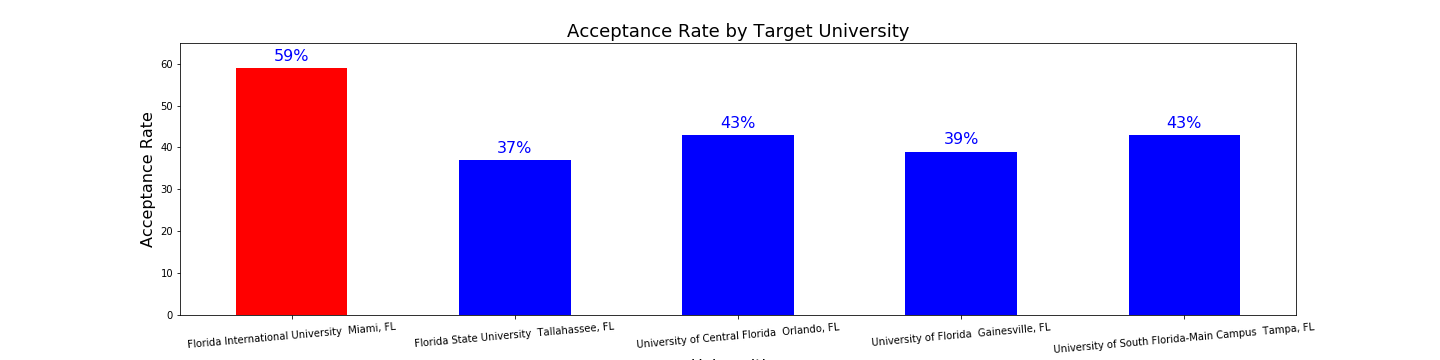 Acceptance Rate by Target University
59%
37%
43%
39%
43%
Acceptance Rate
60
50
40
30
20
10
0
Florida International University  Miami, FL
Florida State University  Tallahassee, FL
University of Central Florida  Orlando, FL
University of Florida  Gainesville, FL
University of South Florida-Main Campus  Tampa, FL